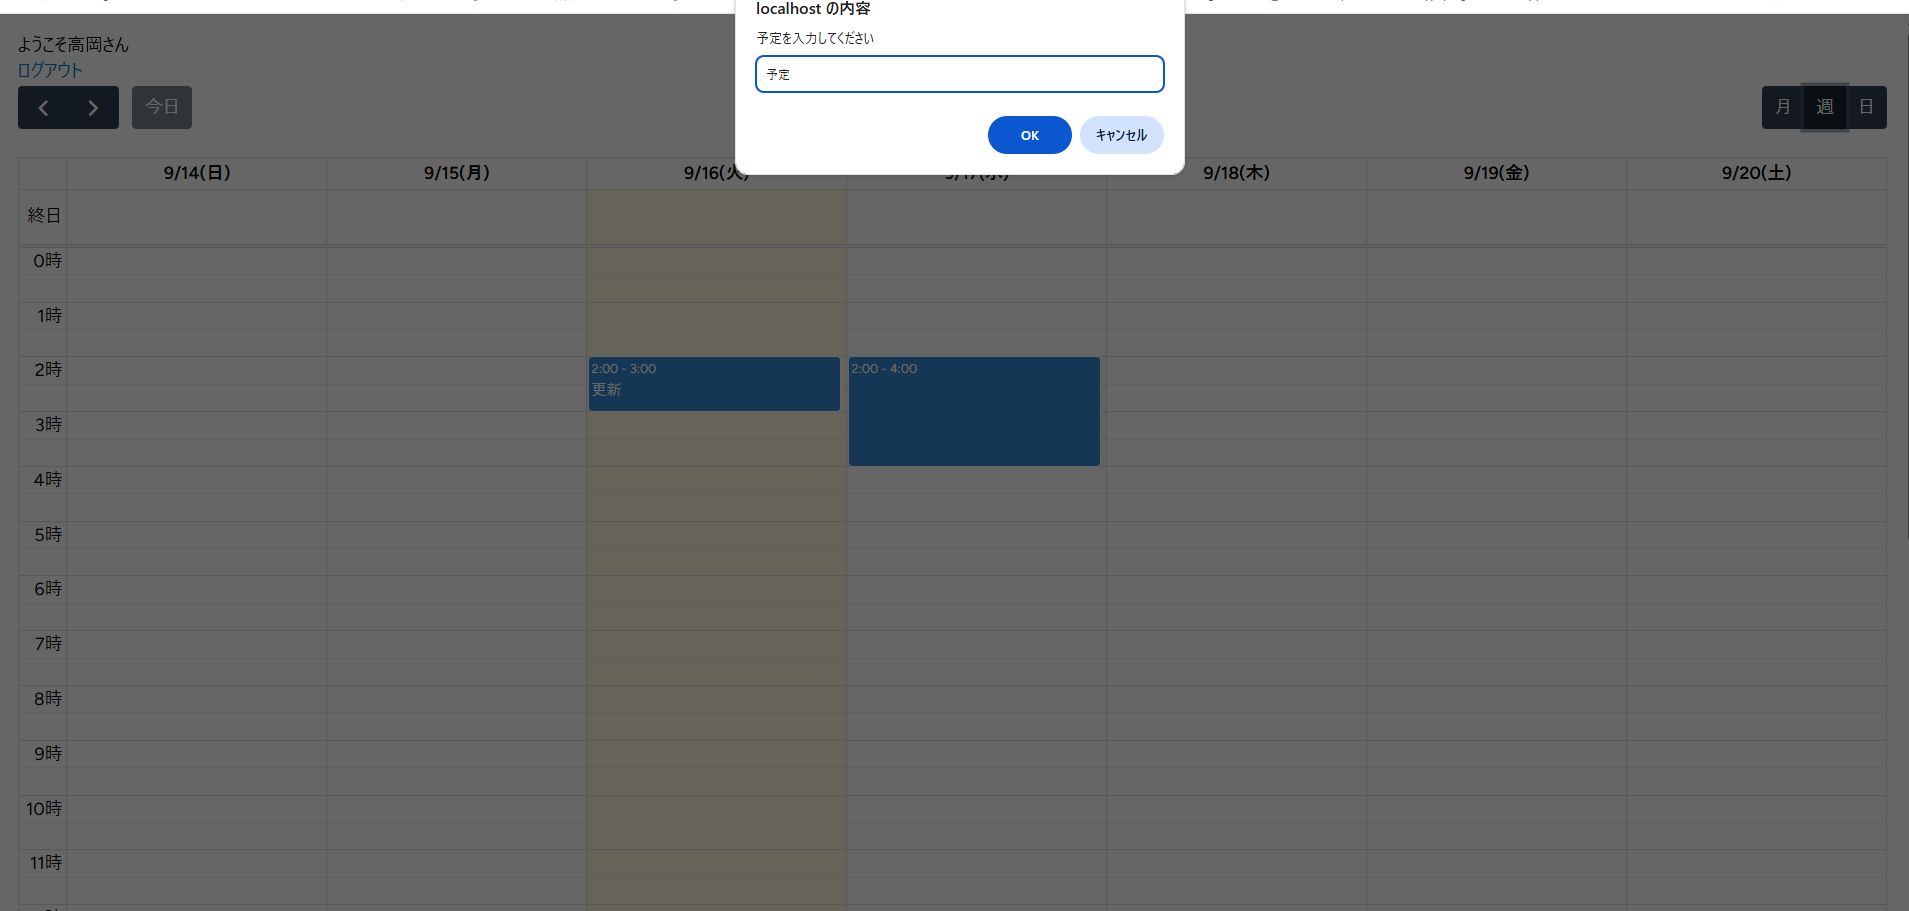 localhost の内容
予定を入力してください
予定
OK キャンセル
ようこそ高岡さん
ログアウト
今日
月 週 日
9/14(日) 9/15(月) 9/16(火) 9/17(水) 9/18(木) 9/19(金) 9/20(土)
終日
0時
1時
2時
2:00 - 3:00
更新
2:00 - 4:00
3時
4時
5時
6時
7時
8時
9時
10時
11時